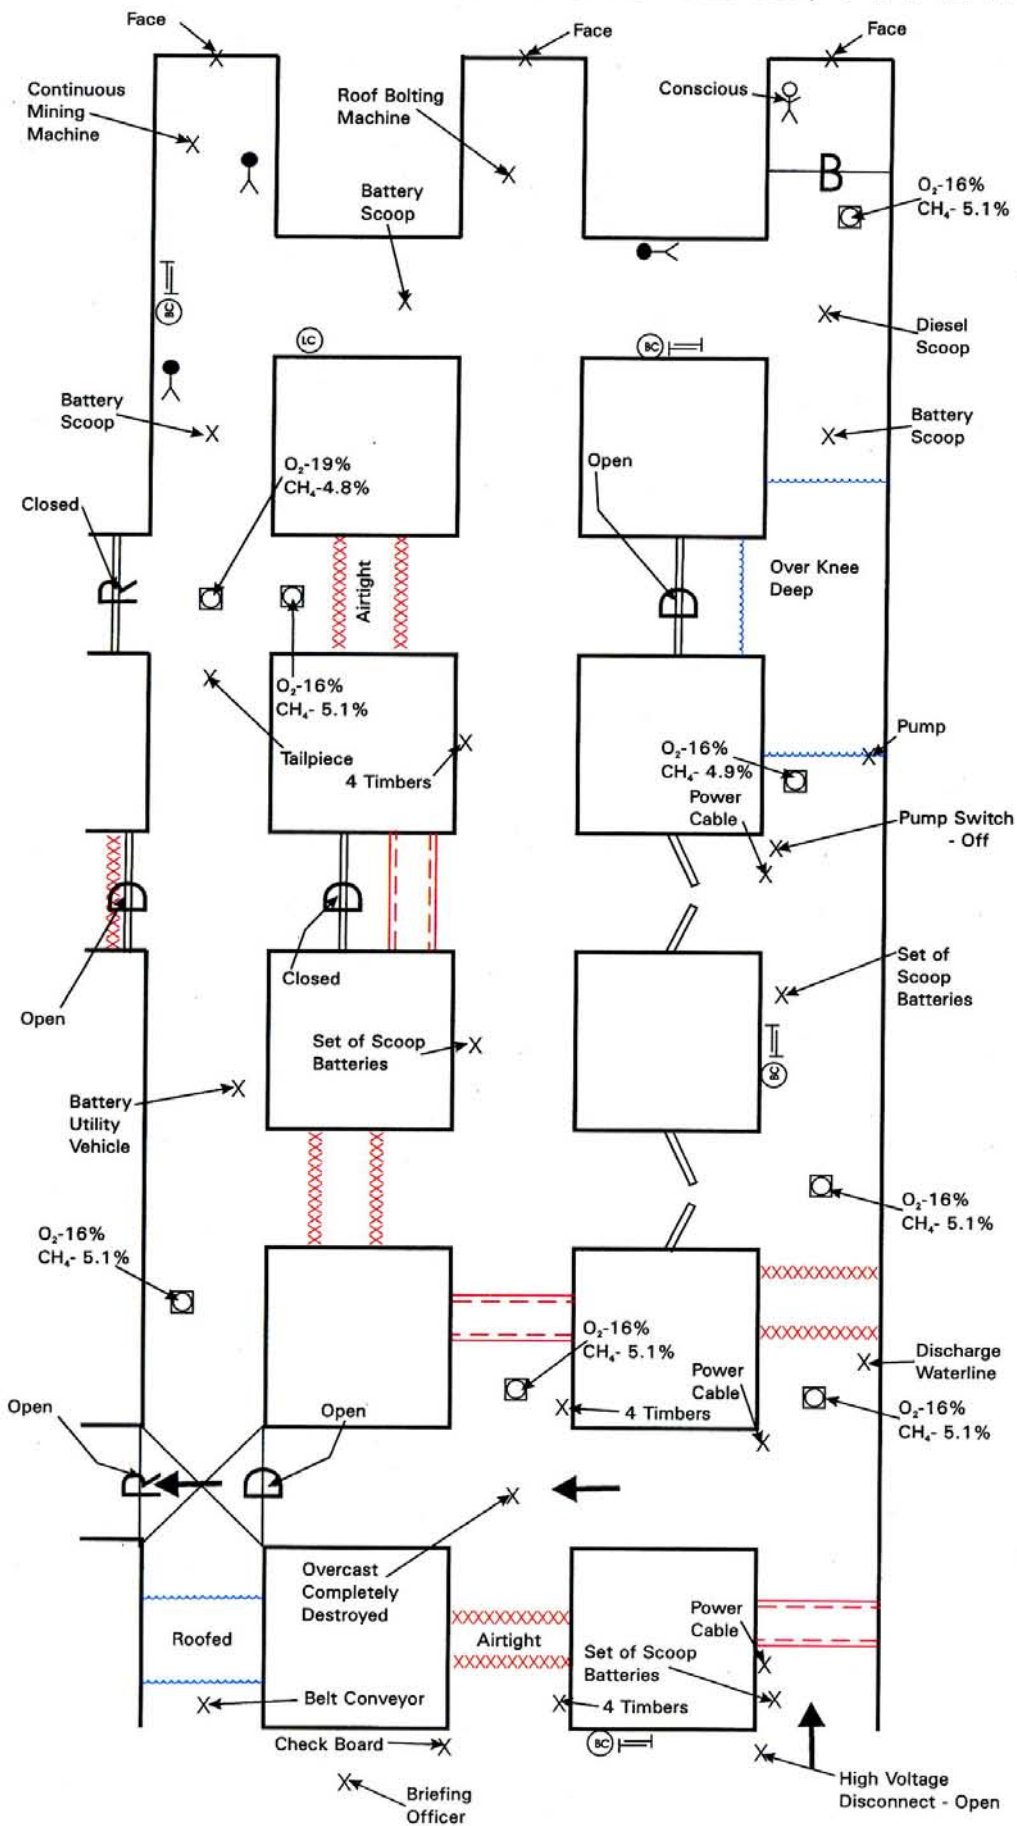 Face
Face
Face
Continuous
Mining
Machine
Roof Bolting
Machine
Conscious
Battery
Scoop
B
O₂-16%
CH₄- 5.1%
BC
LC
BC
Diesel
Scoop
Battery
Scoop
Battery
Scoop
O₂-19%
CH₄-4.8%
Open
Closed
R
Airtight
D
Over Knee
Deep
O₂-16%
CH₄- 5.1%
Tailpiece
4 Timbers
O₂-16%
CH₄- 4.9%
Pump
Power
Cable
Pump Switch
- Off
D
D
Closed
Open
Set of
Scoop
Batteries
Set of Scoop
Batteries
BC
Battery
Utility
Vehicle
O₂-16%
CH₄- 5.1%
O₂-16%
CH₄- 5.1%
O₂-16%
CH₄- 5.1%
Discharge
Waterline
Power
Cable
4 Timbers
O₂-16%
CH₄- 5.1%
Open
Open
R
D
Overcast
Completely
Destroyed
Roofed
Airtight
Power
Cable
Set of Scoop
Batteries
Belt Conveyor
4 Timbers
Check Board
BC
Briefing
Officer
High Voltage
Disconnect - Open